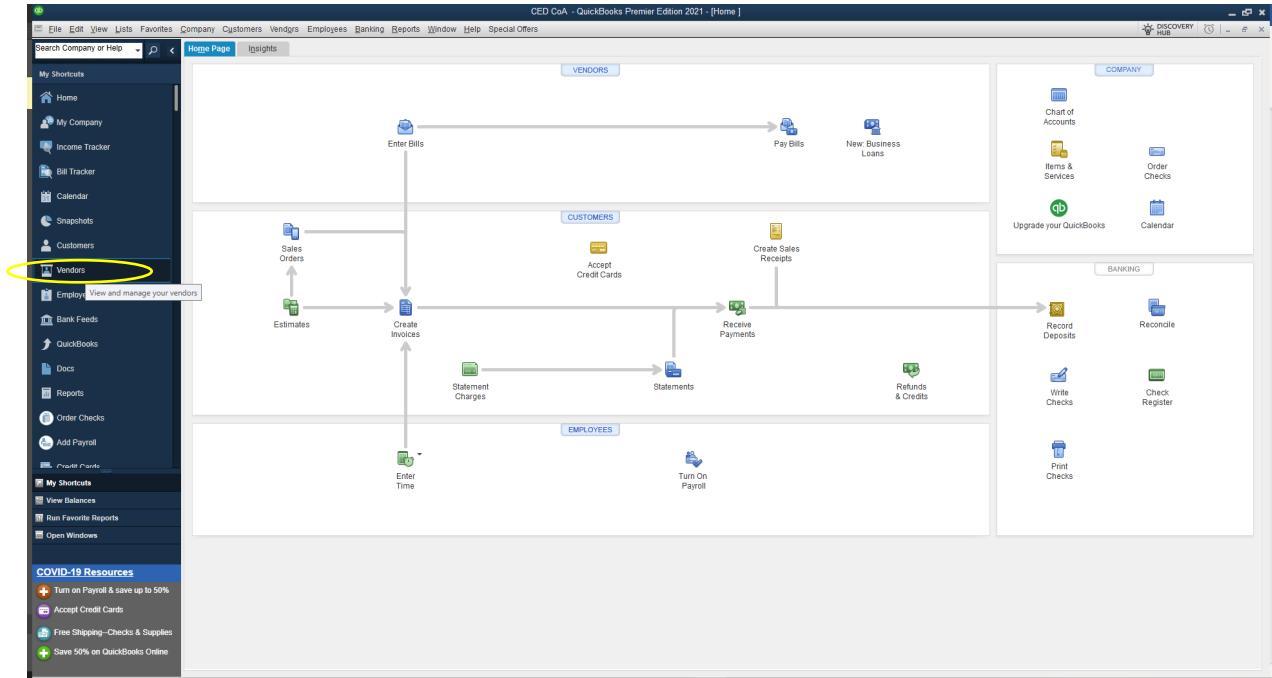 CED CoA - QuickBooks Premier Edition 2021 - [Home ]
File Edit View Lists Favorites Company Customers Vendors Employees Banking Reports Window Help Special Offers
DISCOVERY
HUB
Search Company or Help
Home Page Insights
My Shortcuts
Home
My Company
Income Tracker
Bill Tracker
Calendar
Snapshots
Customers
Vendors
View and manage your vendors
Employe
Bank Feeds
QuickBooks
Docs
Reports
Order Checks
Add Payroll
Credit Cards
My Shortcuts
View Balances
Run Favorite Reports
Open Windows
COVID-19 Resources
Turn on Payroll & save up to 50%
Accept Credit Cards
Free Shipping--Checks & Supplies
Save 50% on QuickBooks Online
VENDORS
Enter Bills
Pay Bills
New: Business
Loans
CUSTOMERS
Sales
Orders
Accept
Credit Cards
Create Sales
Receipts
Estimates
Create
Invoices
Receive
Payments
Statement
Charges
Statements
Refunds
& Credits
EMPLOYEES
Enter
Time
Turn On
Payroll
COMPANY
Chart of
Accounts
Items &
Services
Order
Checks
qb
Upgrade your QuickBooks
Calendar
BANKING
Record
Deposits
Reconcile
Write
Checks
Check
Register
Print
Checks